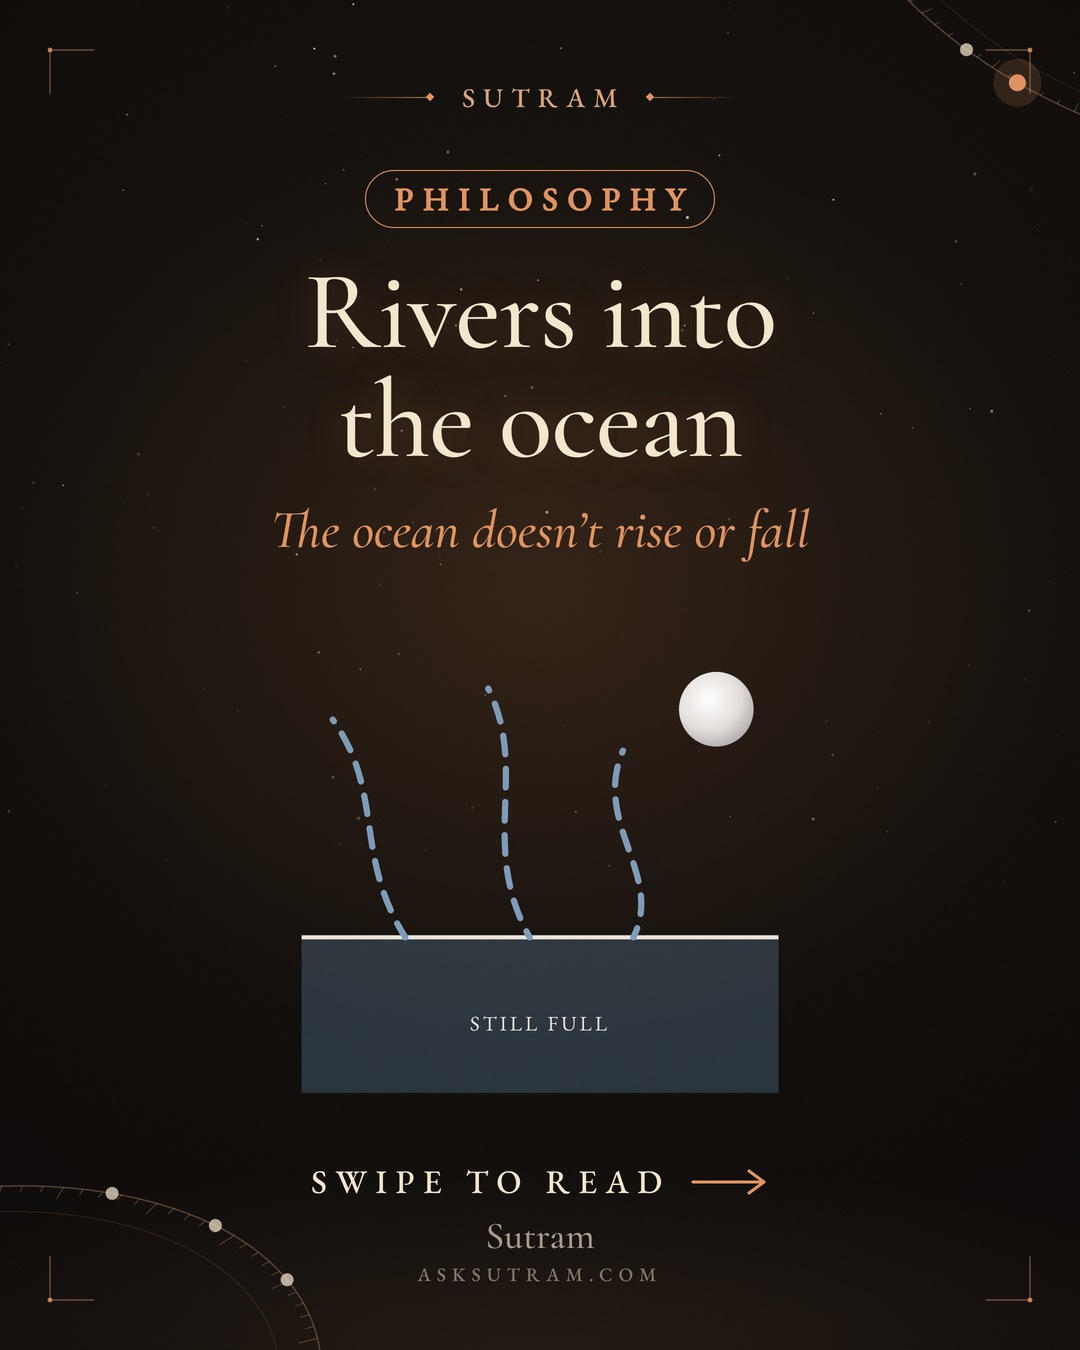 SUTRAM
PHILOSOPHY
Rivers into
the ocean
The ocean doesn’t rise or fall
STILL FULL
SWIPE TO READ
Sutram
ASKSUTRAM.COM